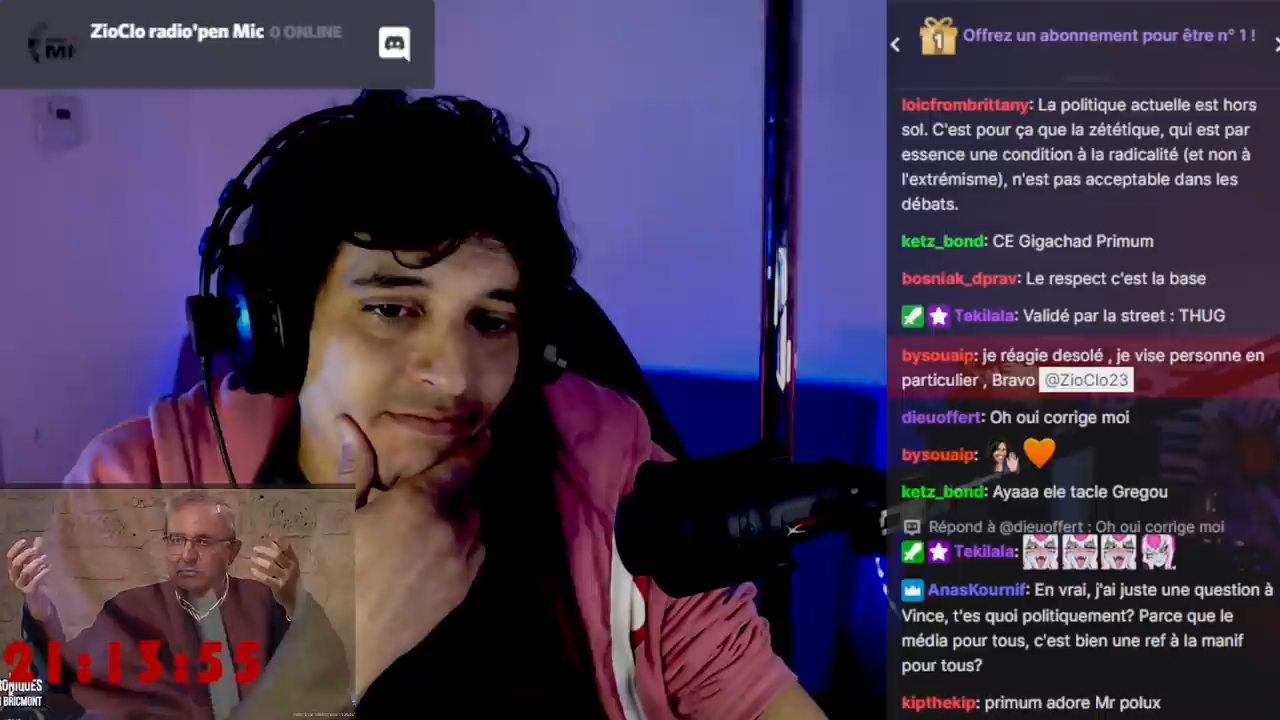 ZioClo radio'pen Mic 0 ONLINE
MI
1
Offrez un abonnement pour être n° 1 !
loicfrombrittany: La politique actuelle est hors
sol. C'est pour ça que la zététique, qui est par
essence une condition à la radicalité (et non à
l'extrémisme), n'est pas acceptable dans les
débats.
ketz_bond: CE Gigachad Primum
bosniak_dprav: Le respect c'est la base
Tekilala: Validé par la street : THUG
bysouaip: je réagie desolé , je vise personne en
particulier , Bravo @ZioClo23
dieuoffert: Oh oui corrige moi
bysouaip:
ketz_bond: Ayaaa ele tacle Gregou
Répond à @dieuoffert : Oh oui corrige moi
Tekilala:
AnasKournif: En vrai, j'ai juste une question à
Vince, t'es quoi politiquement? Parce que le
média pour tous, c'est bien une ref à la manif
pour tous?
kipthekip: primum adore Mr polux
21:13:55
BRICMONT